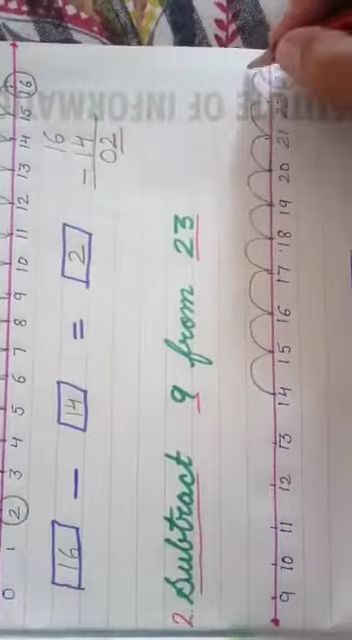 0 1 2 3 4 5 6 7 8 9 10 11 12 13 14 15 16
16 - 14 = 2
16
- 14
02
2. Subtract 9 from 23
9 10 11 12 13 14 15 16 17 18 19 20 21 22